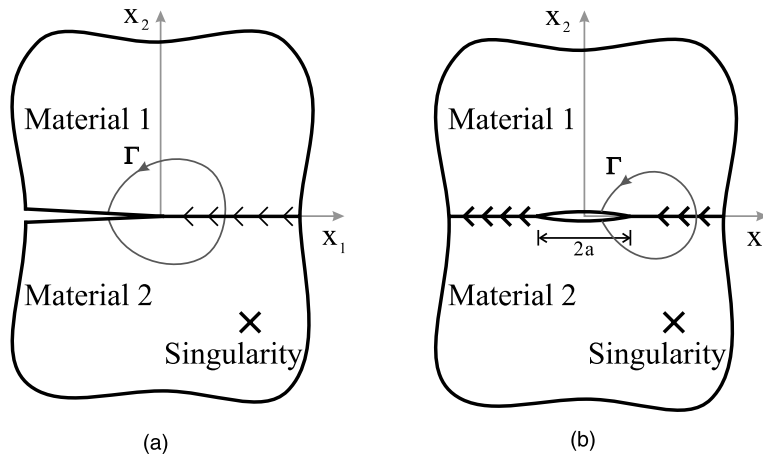 x₂
Material 1
Γ
x₁
Material 2
Singularity
(a)
x₂
Material 1
Γ
x
2a
Material 2
Singularity
(b)